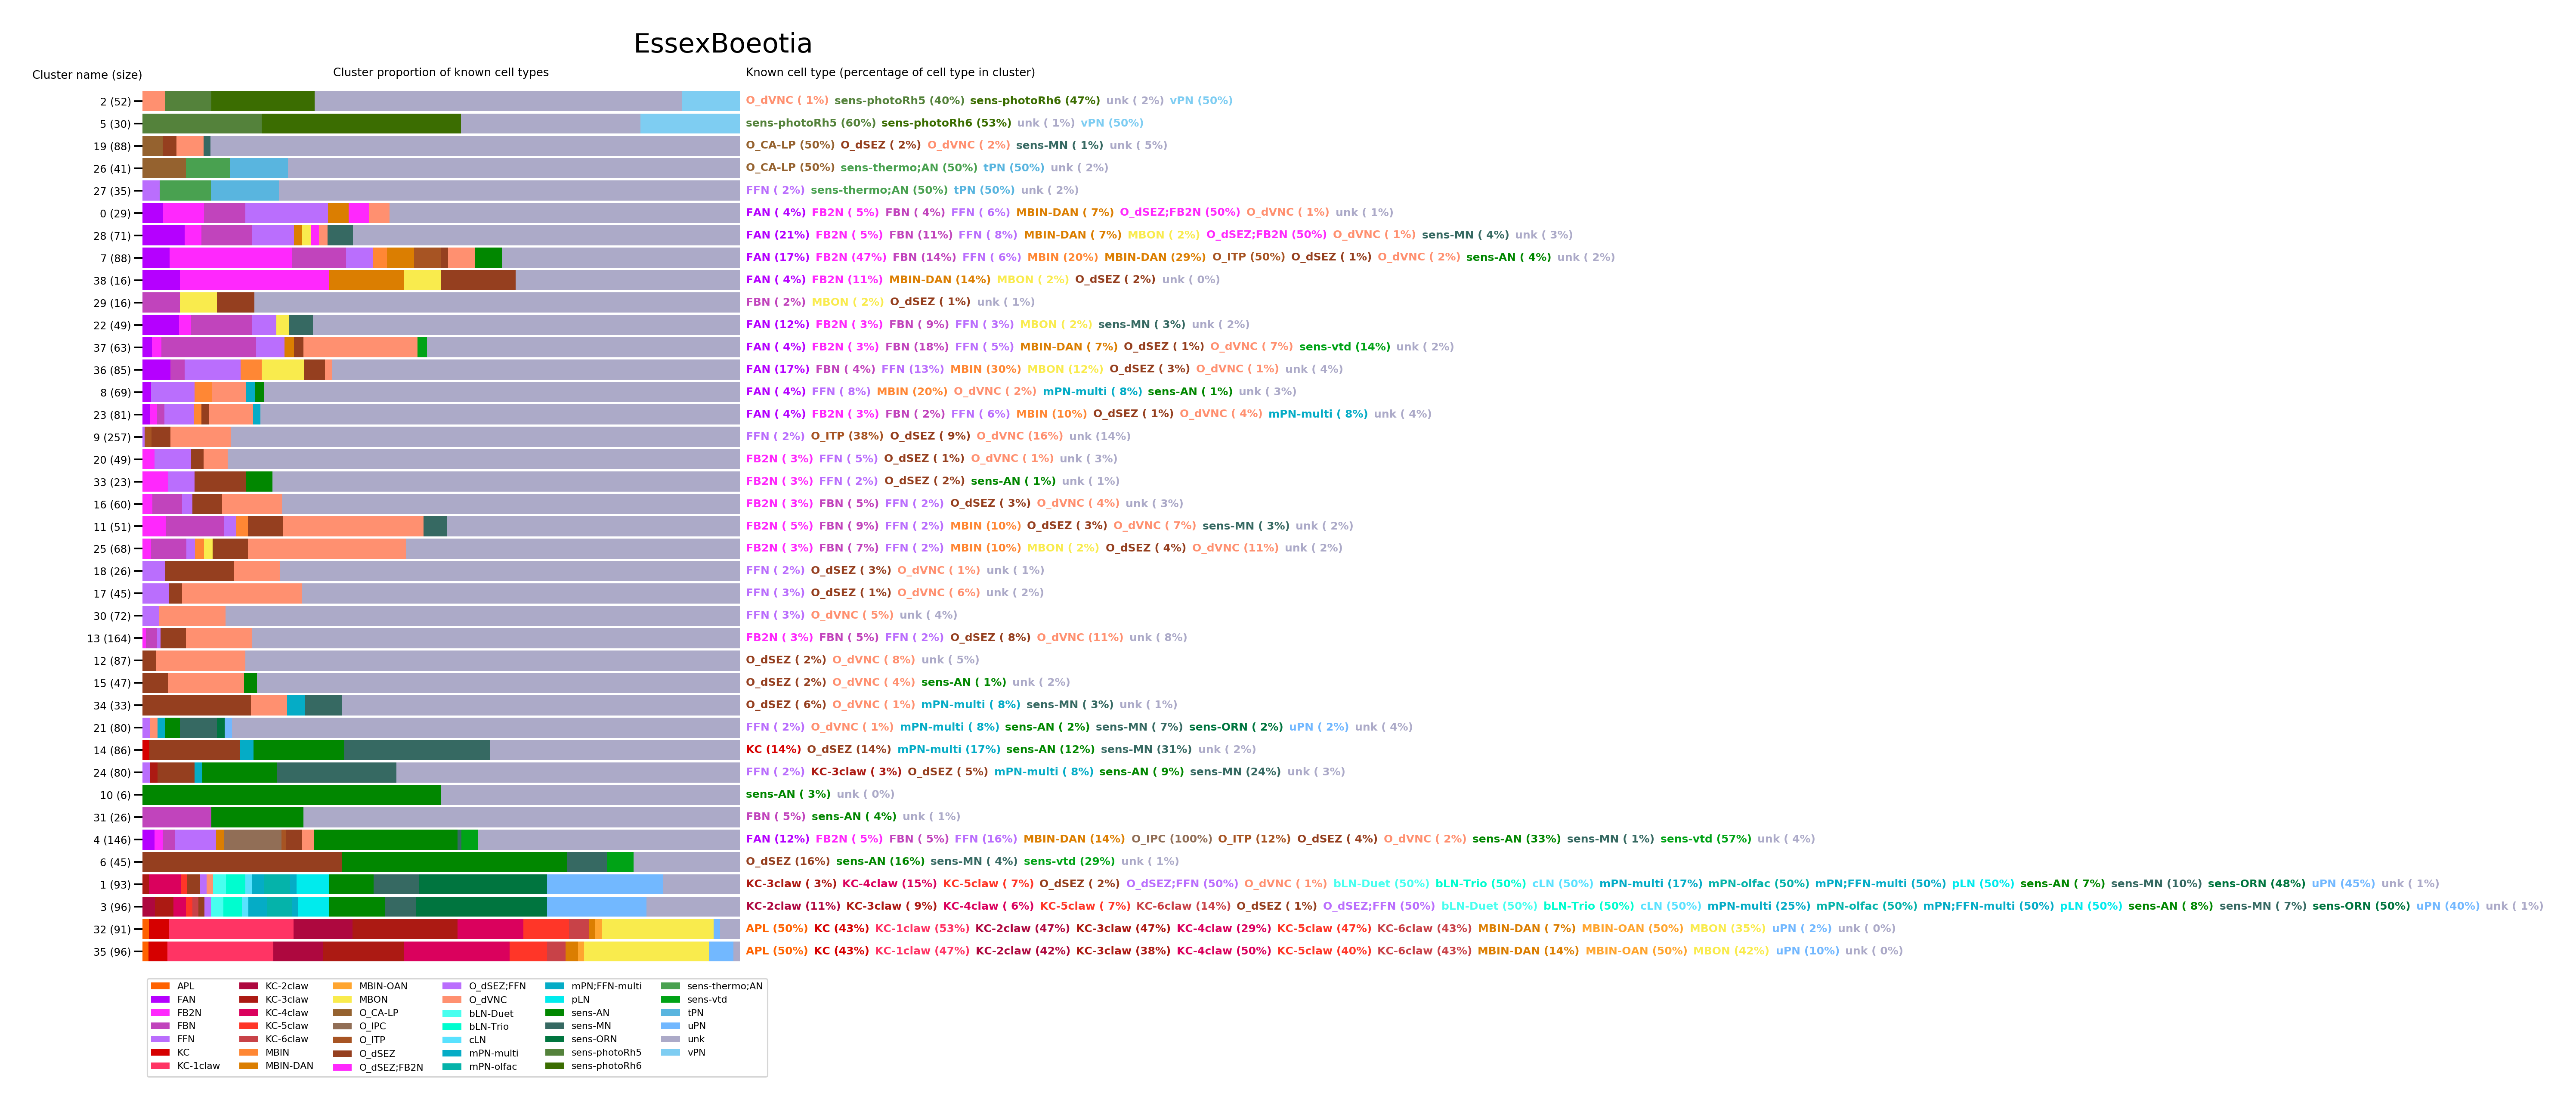 EssexBoeotia
Cluster name (size) Cluster proportion of known cell types Known cell type (percentage of cell type in cluster)
2 (52) O_dVNC ( 1%) sens-photoRh5 (40%) sens-photoRh6 (47%) unk ( 2%) vPN (50%)
5 (30) sens-photoRh5 (60%) sens-photoRh6 (53%) unk ( 1%) vPN (50%)
19 (88) O_CA-LP (50%) O_dSEZ ( 2%) O_dVNC ( 2%) sens-MN ( 1%) unk ( 5%)
26 (41) O_CA-LP (50%) sens-thermo;AN (50%) tPN (50%) unk ( 2%)
27 (35) FFN ( 2%) sens-thermo;AN (50%) tPN (50%) unk ( 2%)
0 (29) FAN ( 4%) FB2N ( 5%) FBN ( 4%) FFN ( 6%) MBIN-DAN ( 7%) O_dSEZ;FB2N (50%) O_dVNC ( 1%) unk ( 1%)
28 (71) FAN (21%) FB2N ( 5%) FBN (11%) FFN ( 8%) MBIN-DAN ( 7%) MBON ( 2%) O_dSEZ;FB2N (50%) O_dVNC ( 1%) sens-MN ( 4%) unk ( 3%)
7 (88) FAN (17%) FB2N (47%) FBN (14%) FFN ( 6%) MBIN (20%) MBIN-DAN (29%) O_ITP (50%) O_dSEZ ( 1%) O_dVNC ( 2%) sens-AN ( 4%) unk ( 2%)
38 (16) FAN ( 4%) FB2N (11%) MBIN-DAN (14%) MBON ( 2%) O_dSEZ ( 2%) unk ( 0%)
29 (16) FBN ( 2%) MBON ( 2%) O_dSEZ ( 1%) unk ( 1%)
22 (49) FAN (12%) FB2N ( 3%) FBN ( 9%) FFN ( 3%) MBON ( 2%) sens-MN ( 3%) unk ( 2%)
37 (63) FAN ( 4%) FB2N ( 3%) FBN (18%) FFN ( 5%) MBIN-DAN ( 7%) O_dSEZ ( 1%) O_dVNC ( 7%) sens-vtd (14%) unk ( 2%)
36 (85) FAN (17%) FBN ( 4%) FFN (13%) MBIN (30%) MBON (12%) O_dSEZ ( 3%) O_dVNC ( 1%) unk ( 4%)
8 (69) FAN ( 4%) FFN ( 8%) MBIN (20%) O_dVNC ( 2%) mPN-multi ( 8%) sens-AN ( 1%) unk ( 3%)
23 (81) FAN ( 4%) FB2N ( 3%) FBN ( 2%) FFN ( 6%) MBIN (10%) O_dSEZ ( 1%) O_dVNC ( 4%) mPN-multi ( 8%) unk ( 4%)
9 (257) FFN ( 2%) O_ITP (38%) O_dSEZ ( 9%) O_dVNC (16%) unk (14%)
20 (49) FB2N ( 3%) FFN ( 5%) O_dSEZ ( 1%) O_dVNC ( 1%) unk ( 3%)
33 (23) FB2N ( 3%) FFN ( 2%) O_dSEZ ( 2%) sens-AN ( 1%) unk ( 1%)
16 (60) FB2N ( 3%) FBN ( 5%) FFN ( 2%) O_dSEZ ( 3%) O_dVNC ( 4%) unk ( 3%)
11 (51) FB2N ( 5%) FBN ( 9%) FFN ( 2%) MBIN (10%) O_dSEZ ( 3%) O_dVNC ( 7%) sens-MN ( 3%) unk ( 2%)
25 (68) FB2N ( 3%) FBN ( 7%) FFN ( 2%) MBIN (10%) MBON ( 2%) O_dSEZ ( 4%) O_dVNC (11%) unk ( 2%)
18 (26) FFN ( 2%) O_dSEZ ( 3%) O_dVNC ( 1%) unk ( 1%)
17 (45) FFN ( 3%) O_dSEZ ( 1%) O_dVNC ( 6%) unk ( 2%)
30 (72) FFN ( 3%) O_dVNC ( 5%) unk ( 4%)
13 (164) FB2N ( 3%) FBN ( 5%) FFN ( 2%) O_dSEZ ( 8%) O_dVNC (11%) unk ( 8%)
12 (87) O_dSEZ ( 2%) O_dVNC ( 8%) unk ( 5%)
15 (47) O_dSEZ ( 2%) O_dVNC ( 4%) sens-AN ( 1%) unk ( 2%)
34 (33) O_dSEZ ( 6%) O_dVNC ( 1%) mPN-multi ( 8%) sens-MN ( 3%) unk ( 1%)
21 (80) FFN ( 2%) O_dVNC ( 1%) mPN-multi ( 8%) sens-AN ( 2%) sens-MN ( 7%) sens-ORN ( 2%) uPN ( 2%) unk ( 4%)
14 (86) KC (14%) O_dSEZ (14%) mPN-multi (17%) sens-AN (12%) sens-MN (31%) unk ( 2%)
24 (80) FFN ( 2%) KC-3claw ( 3%) O_dSEZ ( 5%) mPN-multi ( 8%) sens-AN ( 9%) sens-MN (24%) unk ( 3%)
10 (6) sens-AN ( 3%) unk ( 0%)
31 (26) FBN ( 5%) sens-AN ( 4%) unk ( 1%)
4 (146) FAN (12%) FB2N ( 5%) FBN ( 5%) FFN (16%) MBIN-DAN (14%) O_IPC (100%) O_ITP (12%) O_dSEZ ( 4%) O_dVNC ( 2%) sens-AN (33%) sens-MN ( 1%) sens-vtd (57%) unk ( 4%)
6 (45) O_dSEZ (16%) sens-AN (16%) sens-MN ( 4%) sens-vtd (29%) unk ( 1%)
1 (93) KC-3claw ( 3%) KC-4claw (15%) KC-5claw ( 7%) O_dSEZ ( 2%) O_dSEZ;FFN (50%) O_dVNC ( 1%) bLN-Duet (50%) bLN-Trio (50%) cLN (50%) mPN-multi (17%) mPN-olfac (50%) mPN;FFN-multi (50%) pLN (50%) sens-AN ( 7%) sens-MN (10%) sens-ORN (48%) uPN (45%) unk ( 1%)
3 (96) KC-2claw (11%) KC-3claw ( 9%) KC-4claw ( 6%) KC-5claw ( 7%) KC-6claw (14%) O_dSEZ ( 1%) O_dSEZ;FFN (50%) bLN-Duet (50%) bLN-Trio (50%) cLN (50%) mPN-multi (25%) mPN-olfac (50%) mPN;FFN-multi (50%) pLN (50%) sens-AN ( 8%) sens-MN ( 7%) sens-ORN (50%) uPN (40%) unk ( 1%)
32 (91) APL (50%) KC (43%) KC-1claw (53%) KC-2claw (47%) KC-3claw (47%) KC-4claw (29%) KC-5claw (47%) KC-6claw (43%) MBIN-DAN ( 7%) MBIN-OAN (50%) MBON (35%) uPN ( 2%) unk ( 0%)
35 (96) APL (50%) KC (43%) KC-1claw (47%) KC-2claw (42%) KC-3claw (38%) KC-4claw (50%) KC-5claw (40%) KC-6claw (43%) MBIN-DAN (14%) MBIN-OAN (50%) MBON (42%) uPN (10%) unk ( 0%)
APL KC-2claw MBIN-OAN O_dSEZ;FFN mPN;FFN-multi sens-thermo;AN
FAN KC-3claw MBON O_dVNC pLN sens-vtd
FB2N KC-4claw O_CA-LP bLN-Duet sens-AN tPN
FBN KC-5claw O_IPC bLN-Trio sens-MN uPN
FFN KC-6claw O_ITP cLN sens-ORN unk
KC MBIN O_dSEZ mPN-multi sens-photoRh5 vPN
KC-1claw MBIN-DAN O_dSEZ;FB2N mPN-olfac sens-photoRh6